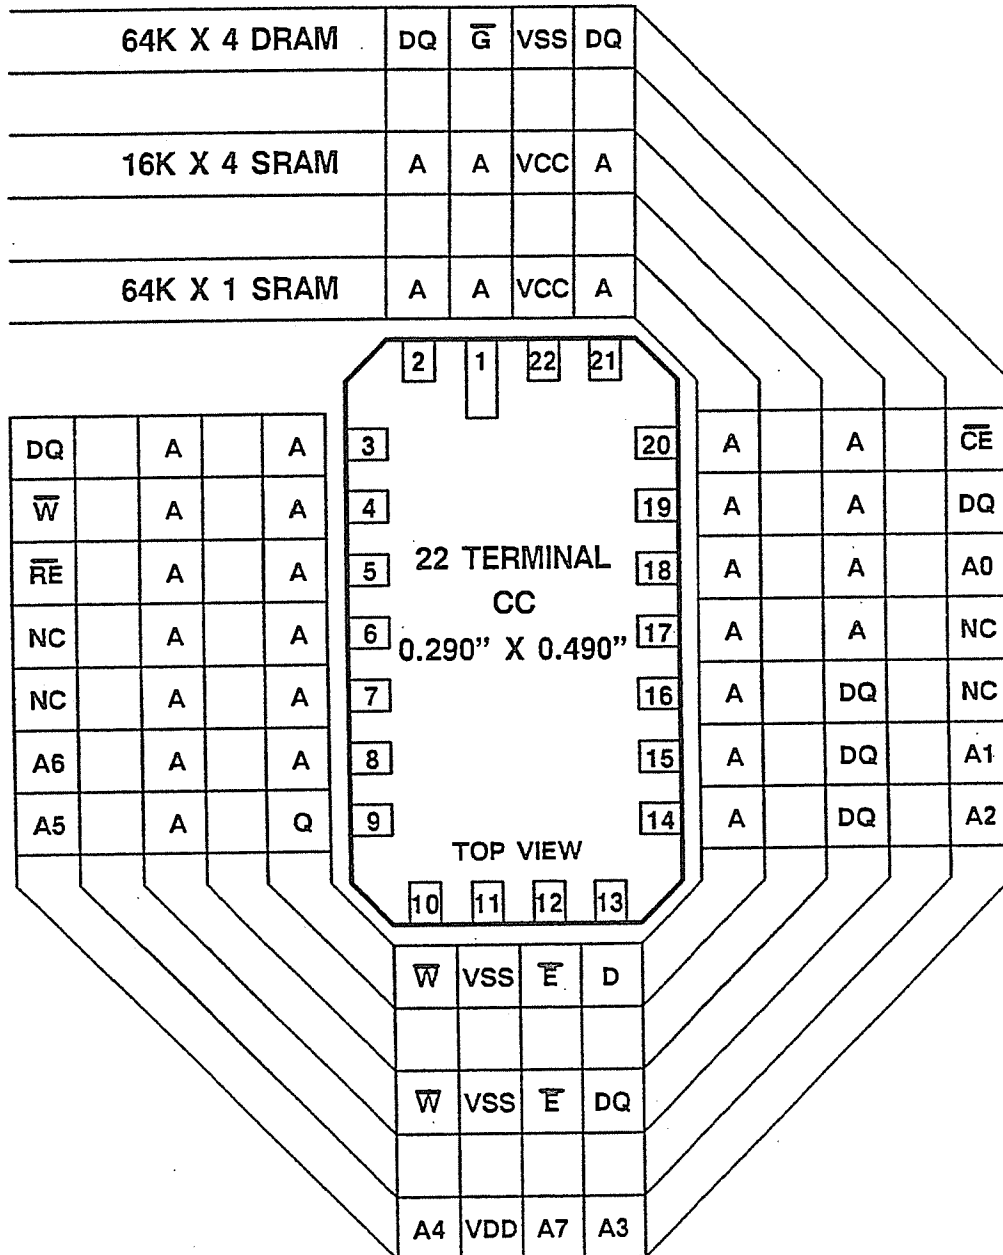 64K X 4 DRAM DQ G̅ VSS DQ
16K X 4 SRAM A A VCC A
64K X 1 SRAM A A VCC A
2 1 22 21
DQ A A 3 20 A A C̅E̅
W̅ A A 4 19 A A DQ
R̅E̅ A A 5 18 A A A0
22 TERMINAL
CC
NC A A 6 17 A A NC
0.290” X 0.490”
NC A A 7 16 A DQ NC
A6 A A 8 15 A DQ A1
A5 A Q 9 14 A DQ A2
TOP VIEW
10 11 12 13
W̅ VSS E̅ D
W̅ VSS E̅ DQ
A4 VDD A7 A3